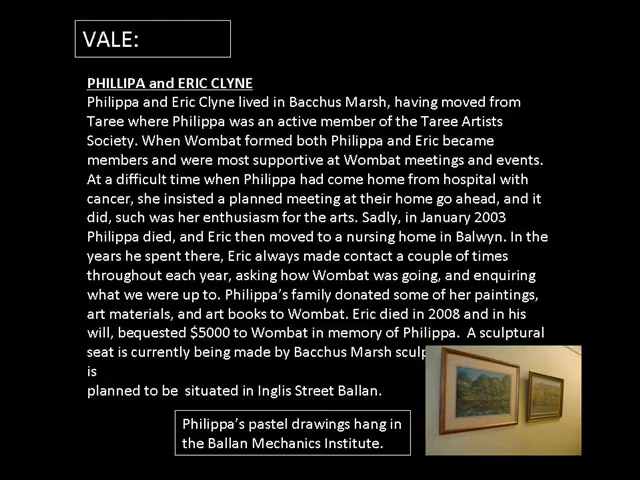 VALE:
PHILLIPA and ERIC CLYNE
Philippa and Eric Clyne lived in Bacchus Marsh, having moved from
Taree where Philippa was an active member of the Taree Artists
Society. When Wombat formed both Philippa and Eric became
members and were most supportive at Wombat meetings and events.
At a difficult time when Philippa had come home from hospital with
cancer, she insisted a planned meeting at their home go ahead, and it
did, such was her enthusiasm for the arts. Sadly, in January 2003
Philippa died, and Eric then moved to a nursing home in Balwyn. In the
years he spent there, Eric always made contact a couple of times
throughout each year, asking how Wombat was going, and enquiring
what we were up to. Philippa's family donated some of her paintings,
art materials, and art books to Wombat. Eric died in 2008 and in his
will, bequested $5000 to Wombat in memory of Philippa. A sculptural
seat is currently being made by Bacchus Marsh
is
planned to be situated in Inglis Street Ballan.
Philippa's pastel drawings hang in
the Ballan Mechanics Institute.